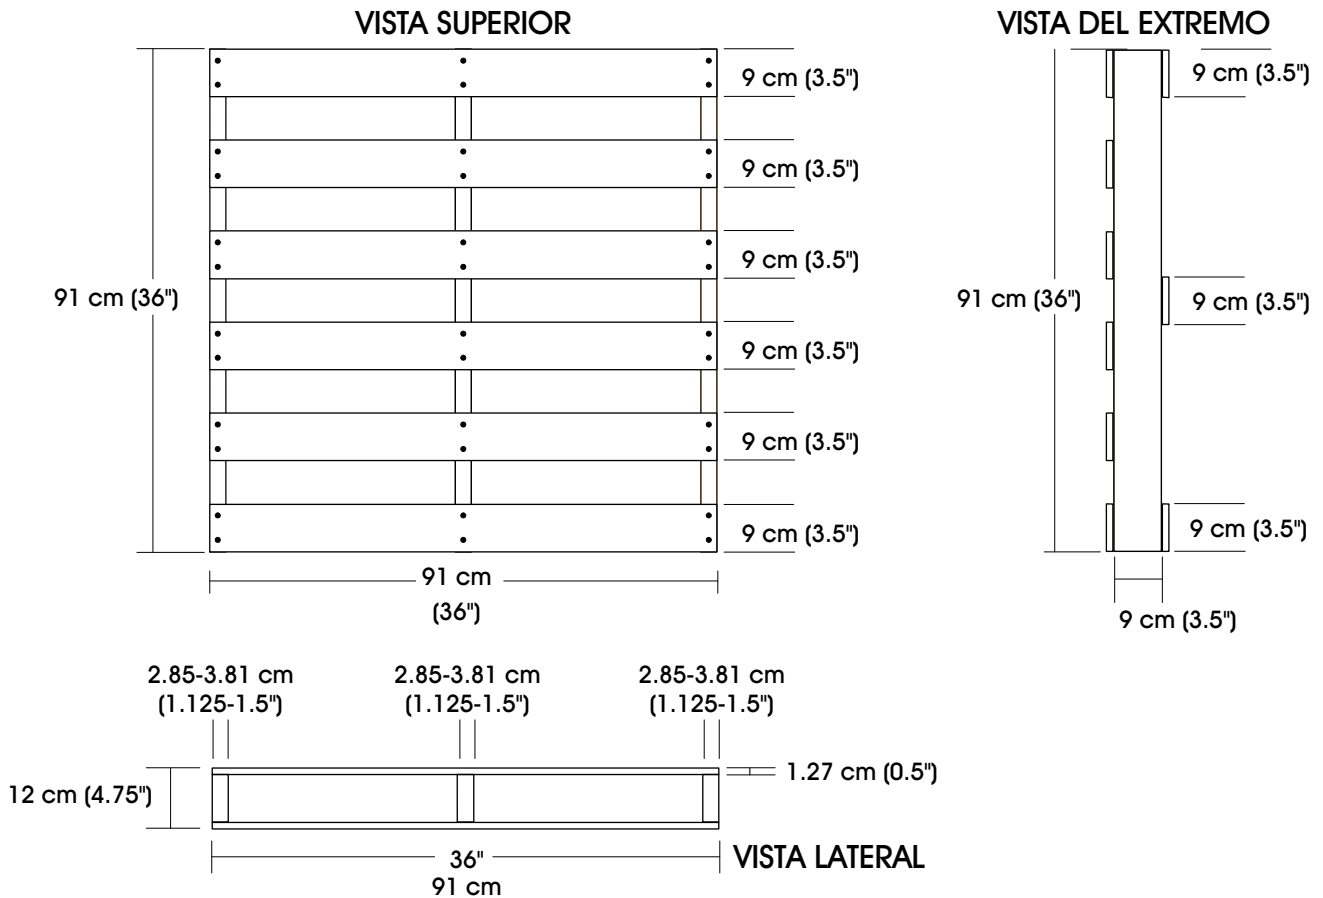 VISTA SUPERIOR
9 cm (3.5")
9 cm (3.5")
9 cm (3.5")
9 cm (3.5")
9 cm (3.5")
9 cm (3.5")
91 cm (36")
91 cm
(36")
VISTA DEL EXTREMO
9 cm (3.5")
91 cm (36")
9 cm (3.5")
9 cm (3.5")
9 cm (3.5")
2.85-3.81 cm
(1.125-1.5")
2.85-3.81 cm
(1.125-1.5")
2.85-3.81 cm
(1.125-1.5")
12 cm (4.75")
1.27 cm (0.5")
36"
91 cm
VISTA LATERAL